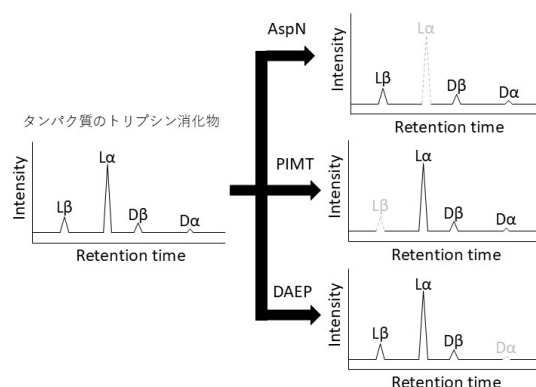 タンパク質のトリプシン消化物
Intensity
Lβ
Lα
Dβ
Dα
Retention time
AspN
Intensity
Lβ
Lα
Dβ
Dα
Retention time
PIMT
Intensity
Lβ
Lα
Dβ
Dα
Retention time
DAEP
Intensity
Lβ
Lα
Dβ
Dα
Retention time